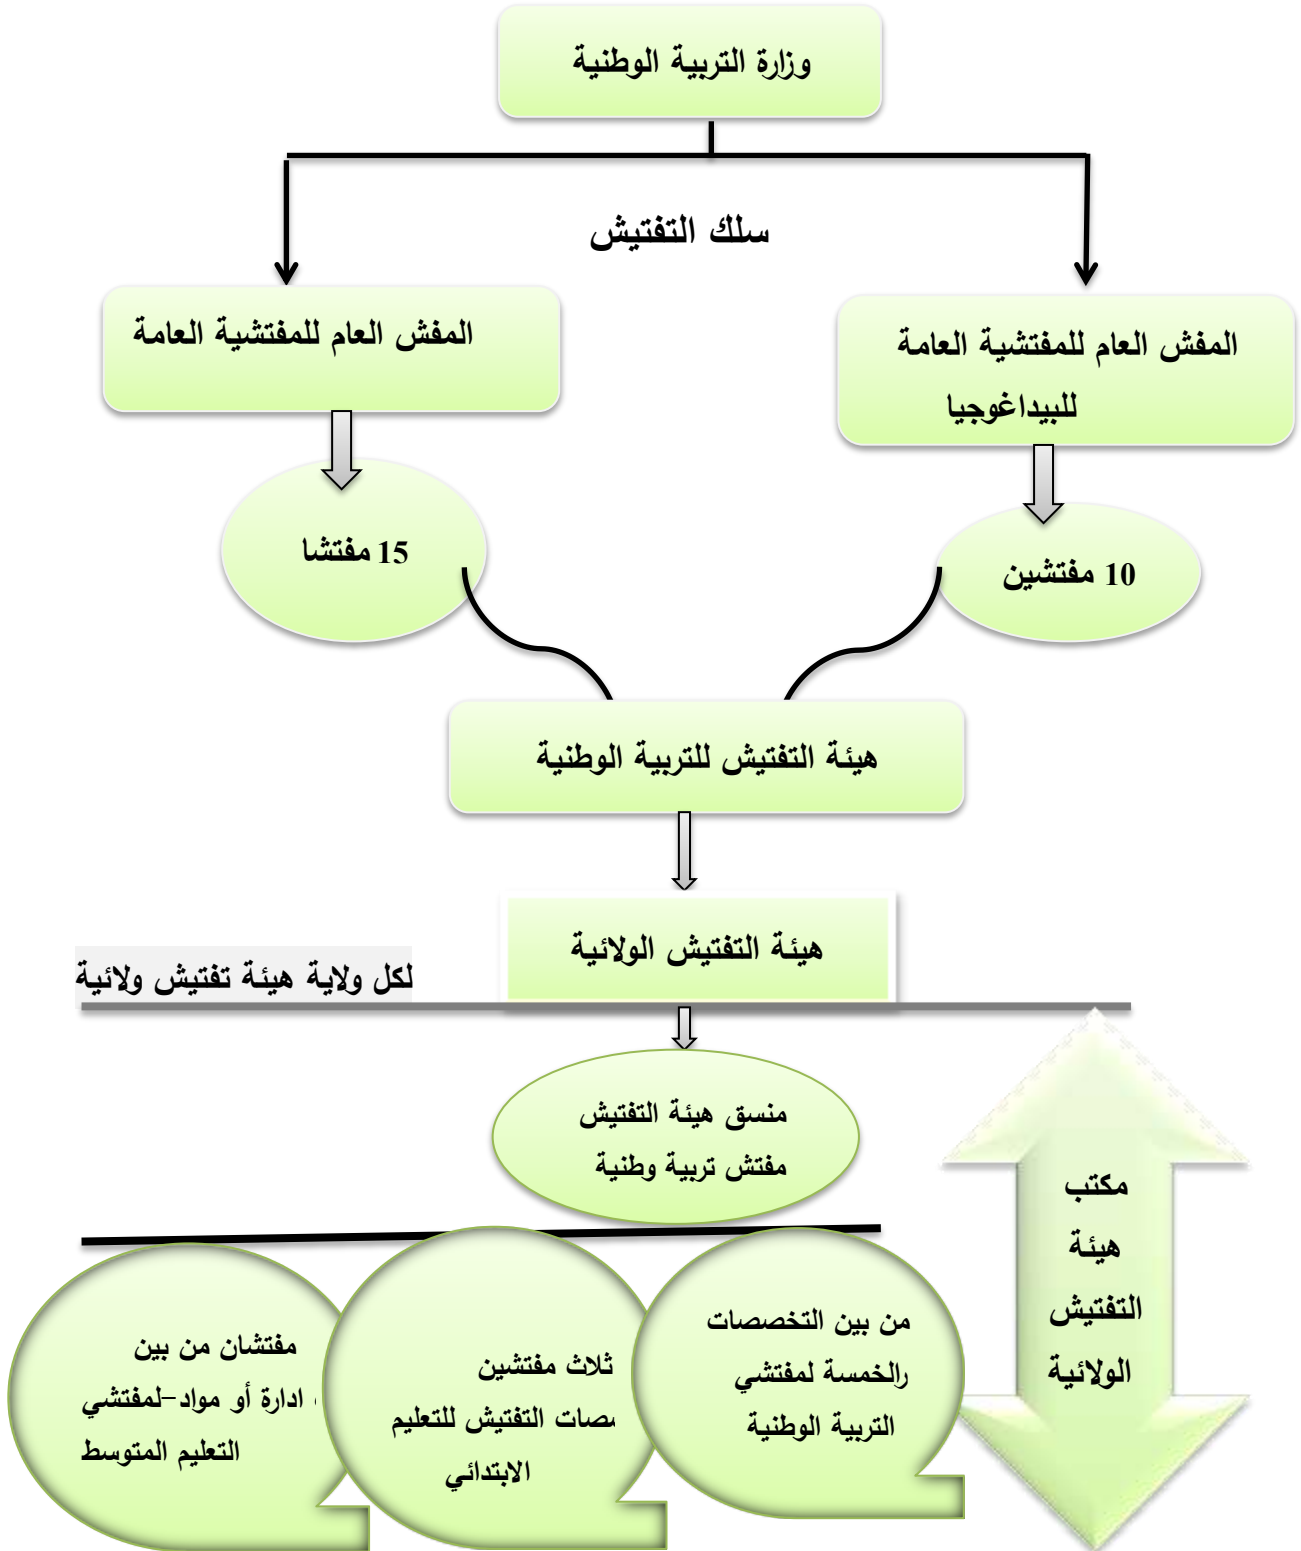 وزارة التربية الوطنية
سلك التفتيش
المفش العام للمفتشية العامة
للبيداغوجيا
المفش العام للمفتشية العامة
10 مفتشين
15 مفتشا
هيئة التفتيش للتربية الوطنية
هيئة التفتيش الولائية
لكل ولاية هيئة تفتيش ولائية
منسق هيئة التفتيش
مفتش تربية وطنية
مكتب
هيئة
التفتيش
الولائية
من بين التخصصات
الخمسة لمفتشي
التربية الوطنية
ثلاث مفتشين
التفتيش للتعليم
الابتدائي
مفتشان من بين
ادارة أو مواد -لمفتشي
التعليم المتوسط